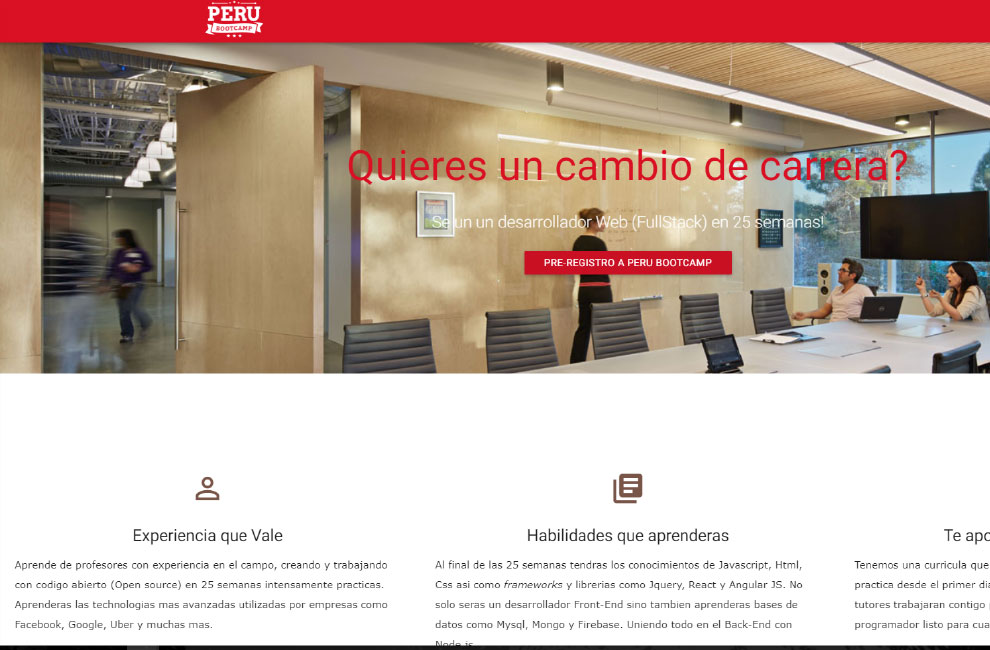 PERU
BOOTCAMP
Quieres un cambio de carrera?
Se un un desarrollador Web (FullStack) en 25 semanas!
PRE-REGISTRO A PERU BOOTCAMP
Experiencia que Vale
Aprende de profesores con experiencia en el campo, creando y trabajando
con codigo abierto (Open source) en 25 semanas intensamente practicas.
Aprenderas las technologias mas avanzadas utilizadas por empresas como
Facebook, Google, Uber y muchas mas.
Habilidades que aprenderas
Al final de las 25 semanas tendras los conocimientos de Javascript, Html,
Css asi como frameworks y librerias como Jquery, React y Angular JS. No
solo seras un desarrollador Front-End sino tambien aprenderas bases de
datos como Mysql, Mongo y Firebase. Uniendo todo en el Back-End con
Node.js
Te apo
Tenemos una curricula que
practica desde el primer dia
tutores trabajaran contigo
programador listo para cua